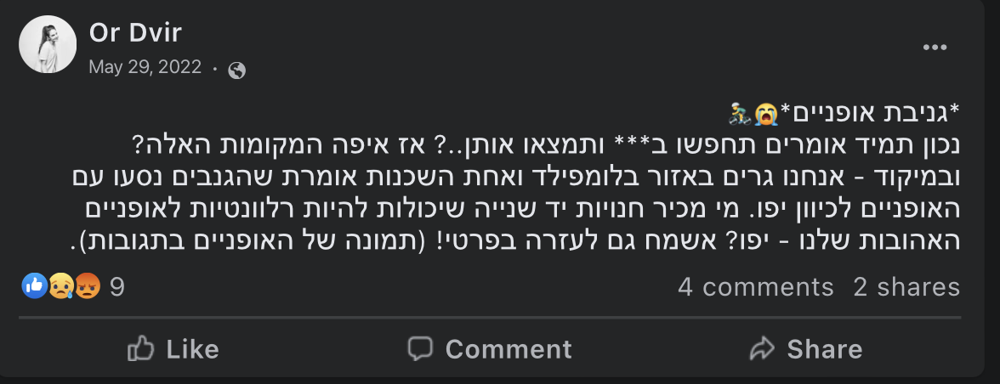 Or Dvir
May 29, 2022 ·
*גניבת אופניים*😭🚴
נכון תמיד אומרים תחפשו ב*** ותמצאו אותן..? אז איפה המקומות האלה?
ובמיקוד - אנחנו גרים באזור בלומפילד ואחת השכנות אומרת שהגנבים נסעו עם
האופניים לכיוון יפו. מי מכיר חנויות יד שנייה שיכולות להיות רלוונטיות לאופניים
האהובות שלנו - יפו? אשמח גם לעזרה בפרטי! (תמונה של האופניים בתגובות).
9 4 comments 2 shares
Like Comment Share